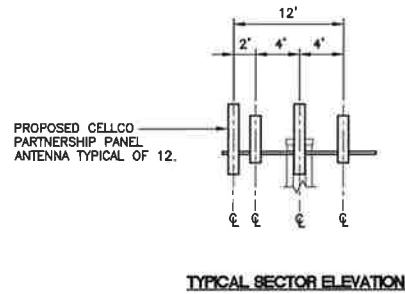 12'
2' 4' 4'
PROPOSED CELLCO
PARTNERSHIP PANEL
ANTENNA TYPICAL OF 12.
℄ ℄ ℄ ℄
TYPICAL SECTOR ELEVATION